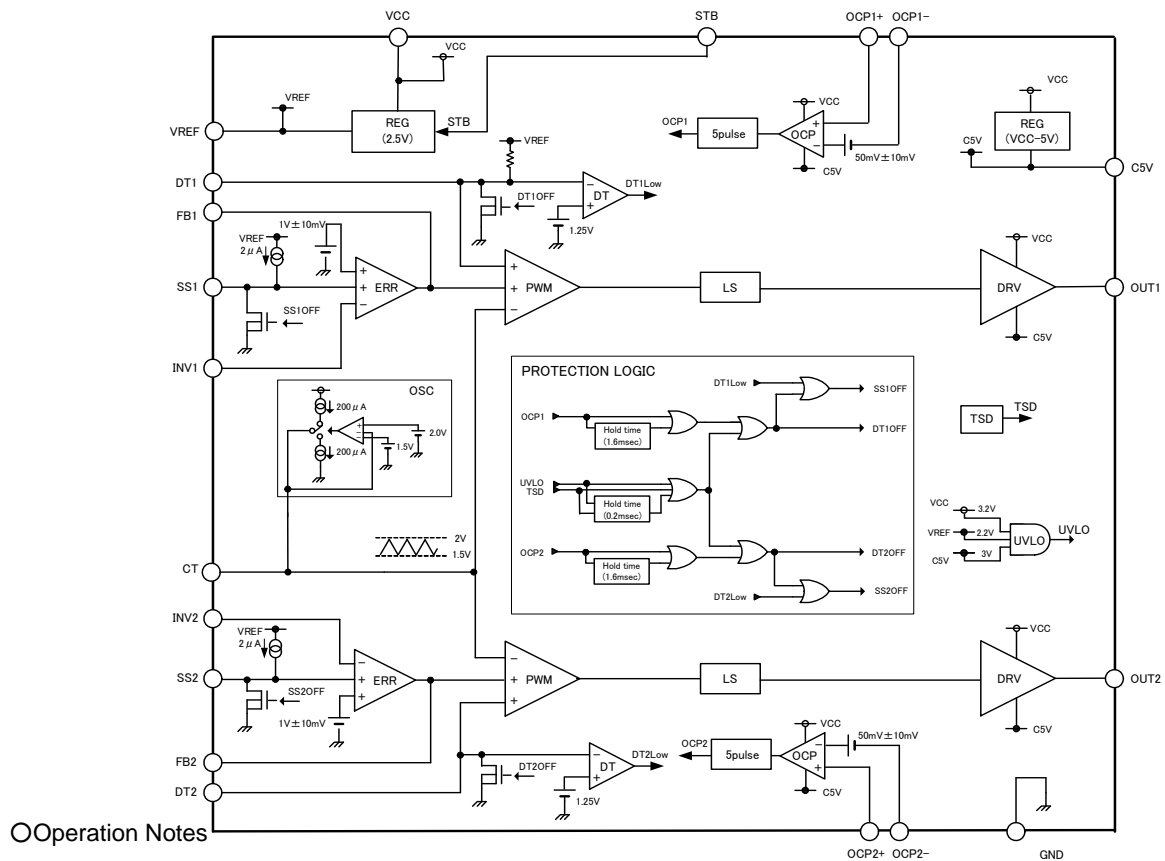 VCC
STB
OCP1+ OCP1-
VCC
VREF
VREF
REG
(2.5V)
STB
OCP1
5pulse
VCC
OCP
+
−
C5V
50mV±10mV
VCC
REG
(VCC-5V)
C5V
C5V
DT1
VREF
DT1OFF
−
+
DT
DT1Low
1.25V
FB1
1V±10mV
VREF
2μA
SS1
+
+
−
ERR
SS1OFF
INV1
+
+
−
PWM
LS
VCC
DRV
C5V
OUT1
OSC
200μA
200μA
+
−
−
1.5V
2.0V
PROTECTION LOGIC
DT1Low
SS1OFF
OCP1
Hold time
(1.6msec)
DT1OFF
UVLO
TSD
Hold time
(0.2msec)
OCP2
Hold time
(1.6msec)
DT2OFF
DT2Low
SS2OFF
TSD
TSD
VCC
3.2V
VREF
2.2V
C5V
3V
UVLO
UVLO
2V
1.5V
CT
INV2
VREF
2μA
SS2
−
+
+
ERR
SS2OFF
1V±10mV
−
+
+
PWM
LS
VCC
DRV
C5V
OUT2
FB2
DT2
DT2OFF
−
+
DT
DT2Low
1.25V
OCP2
5pulse
VCC
OCP
−
+
C5V
50mV±10mV
OCP2+ OCP2-
GND
○Operation Notes